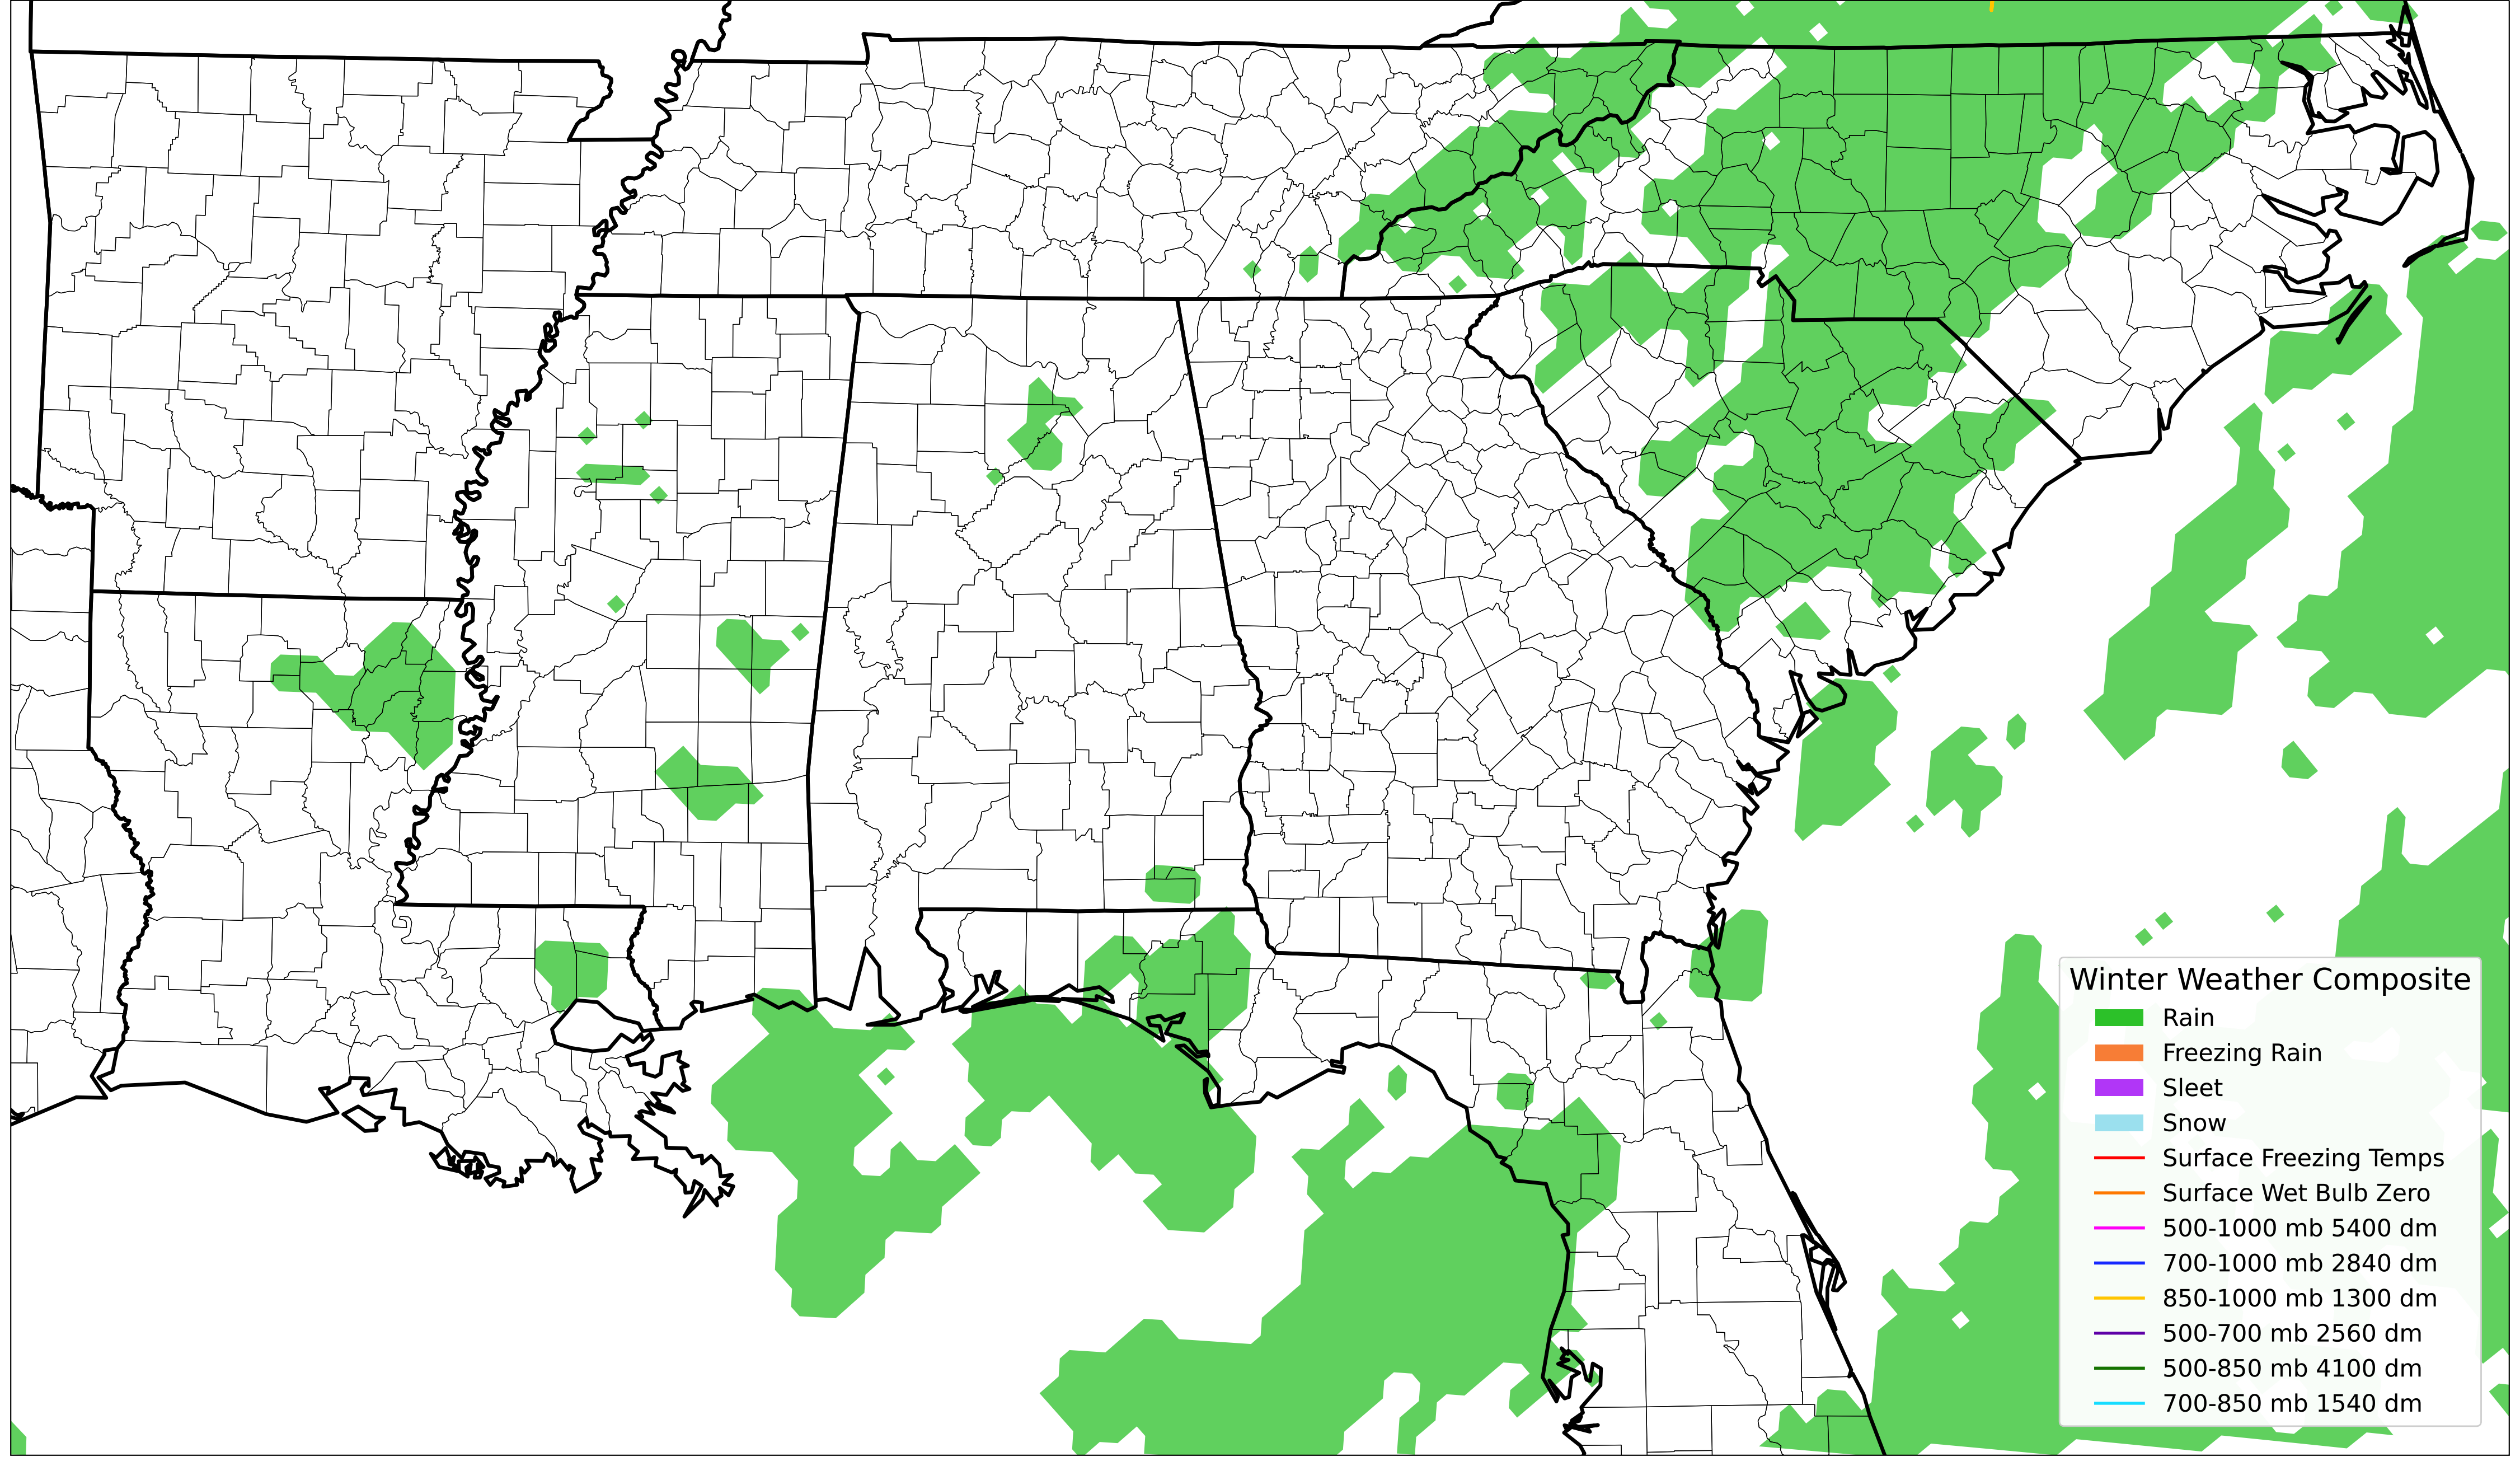 Winter Weather Composite
Rain
Freezing Rain
Sleet
Snow
Surface Freezing Temps
Surface Wet Bulb Zero
500-1000 mb 5400 dm
700-1000 mb 2840 dm
850-1000 mb 1300 dm
500-700 mb 2560 dm
500-850 mb 4100 dm
700-850 mb 1540 dm